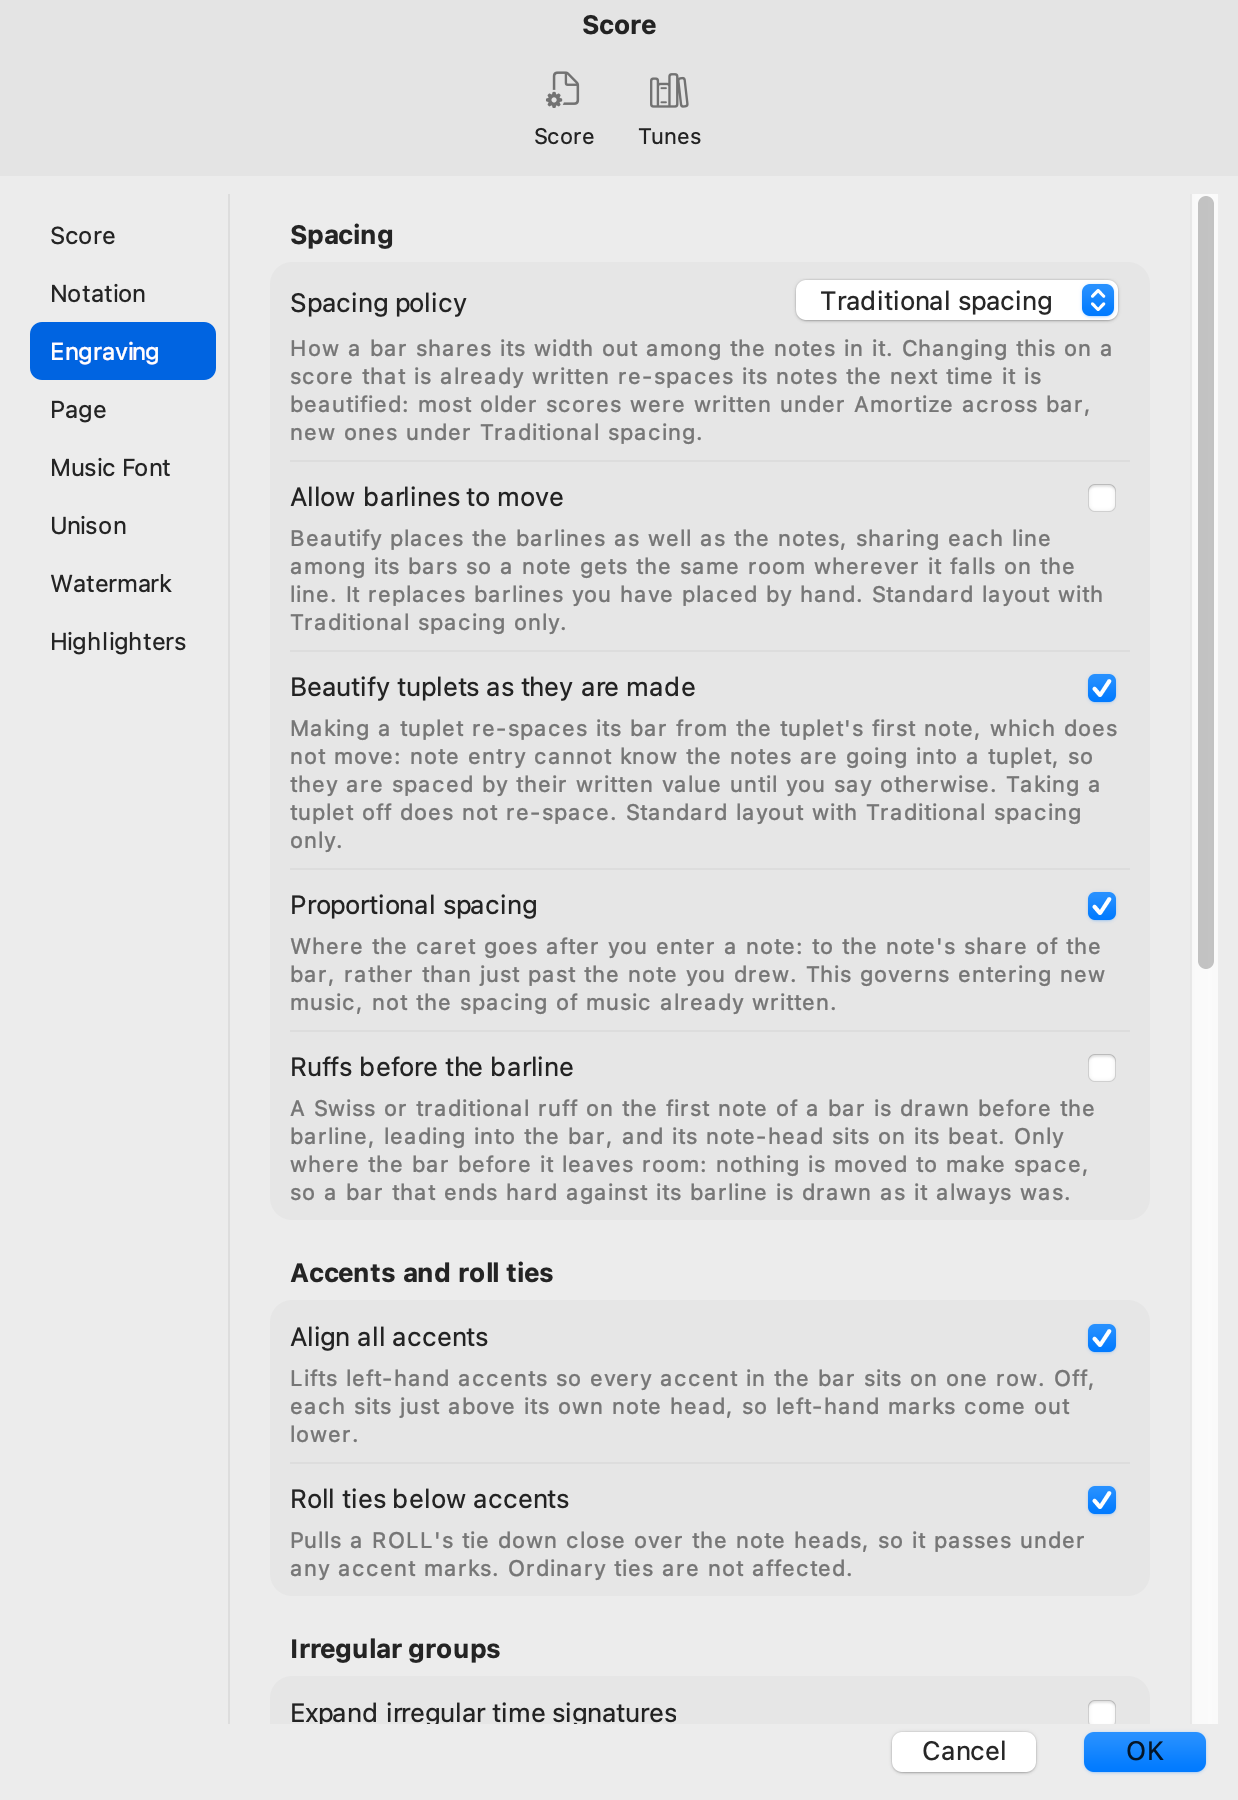 Score
Score
Tunes
Score
Notation
Engraving
Page
Music Font
Unison
Watermark
Highlighters
Spacing
Spacing policy
Traditional spacing
How a bar shares its width out among the notes in it. Changing this on a
score that is already written re-spaces its notes the next time it is
beautified: most older scores were written under Amortize across bar,
new ones under Traditional spacing.
Allow barlines to move
Beautify places the barlines as well as the notes, sharing each line
among its bars so a note gets the same room wherever it falls on the
line. It replaces barlines you have placed by hand. Standard layout with
Traditional spacing only.
Beautify tuplets as they are made
Making a tuplet re-spaces its bar from the tuplet's first note, which does
not move: note entry cannot know the notes are going into a tuplet, so
they are spaced by their written value until you say otherwise. Taking a
tuplet off does not re-space. Standard layout with Traditional spacing
only.
Proportional spacing
Where the caret goes after you enter a note: to the note's share of the
bar, rather than just past the note you drew. This governs entering new
music, not the spacing of music already written.
Ruffs before the barline
A Swiss or traditional ruff on the first note of a bar is drawn before the
barline, leading into the bar, and its note-head sits on its beat. Only
where the bar before it leaves room: nothing is moved to make space,
so a bar that ends hard against its barline is drawn as it always was.
Accents and roll ties
Align all accents
Lifts left-hand accents so every accent in the bar sits on one row. Off,
each sits just above its own note head, so left-hand marks come out
lower.
Roll ties below accents
Pulls a ROLL's tie down close over the note heads, so it passes under
any accent marks. Ordinary ties are not affected.
Irregular groups
Expand irregular time signatures
Cancel
OK